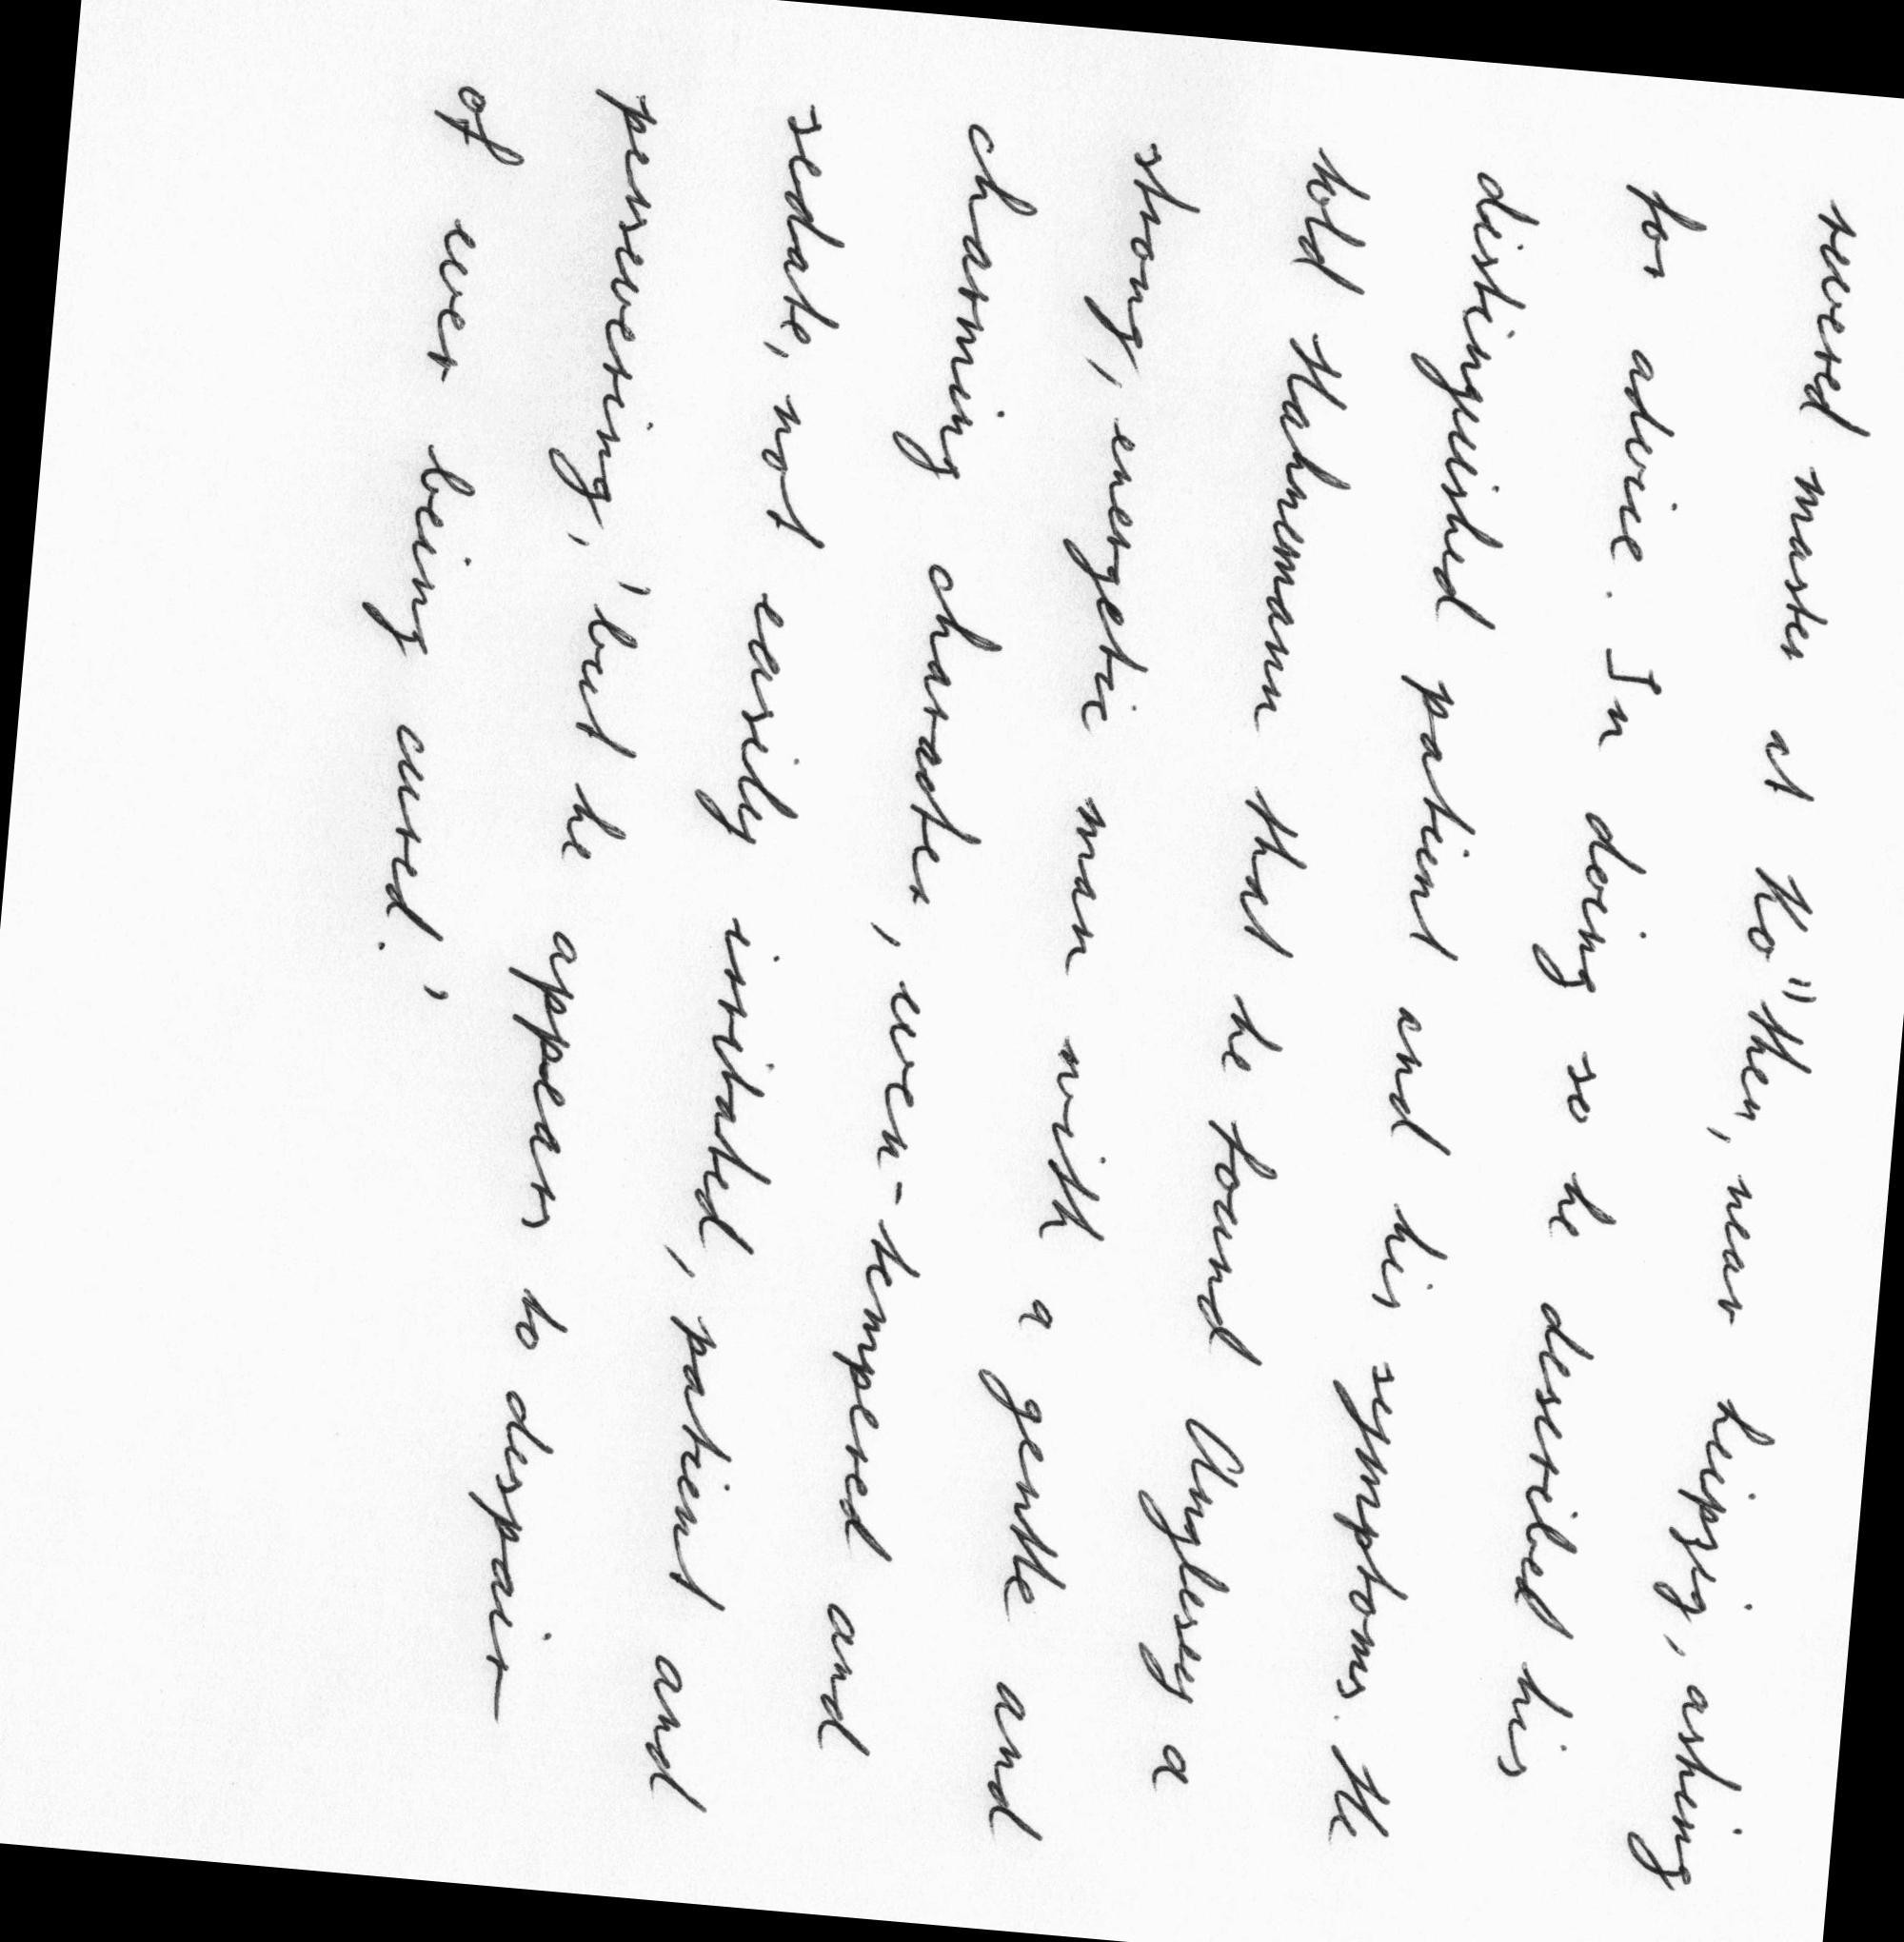 revered master at Ko"then, near Leipzig, asking
for advice. In doing so he described his
distinguished patient and his symptoms. He
told Hahnemann that he found Anglesey a
strong, energetic man with a gentle and
charming character, even-tempered and
sedate, not easily irritated, patient and
persevering, 'but he appears to despair
of ever being cured.'